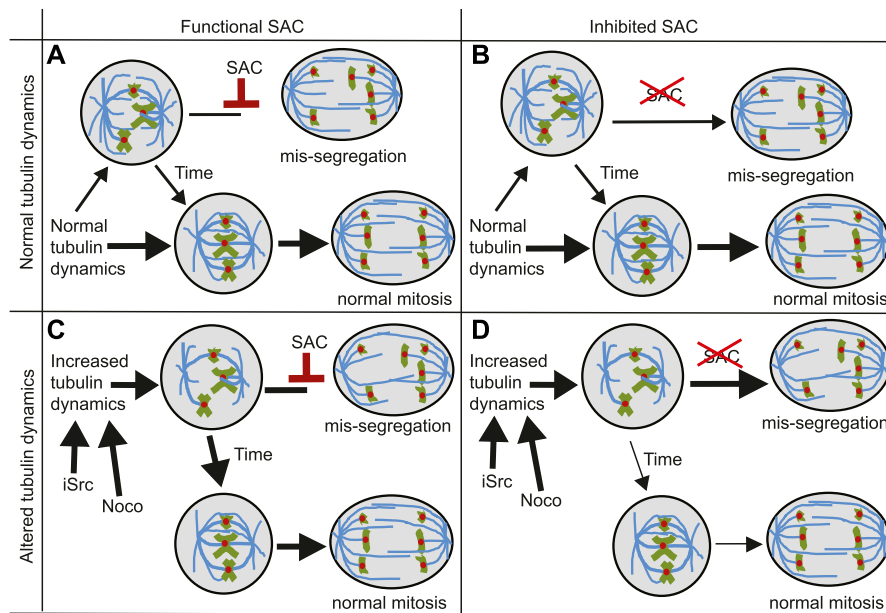 Functional SAC
Inhibited SAC
Normal tubulin dynamics
Altered tubulin dynamics
A
SAC
mis-segregation
Time
Normal
tubulin
dynamics
normal mitosis
B
SAC
mis-segregation
Time
Normal
tubulin
dynamics
normal mitosis
C
SAC
Increased
tubulin
dynamics
mis-segregation
Time
iSrc
Noco
normal mitosis
D
SAC
Increased
tubulin
dynamics
mis-segregation
Time
iSrc
Noco
normal mitosis